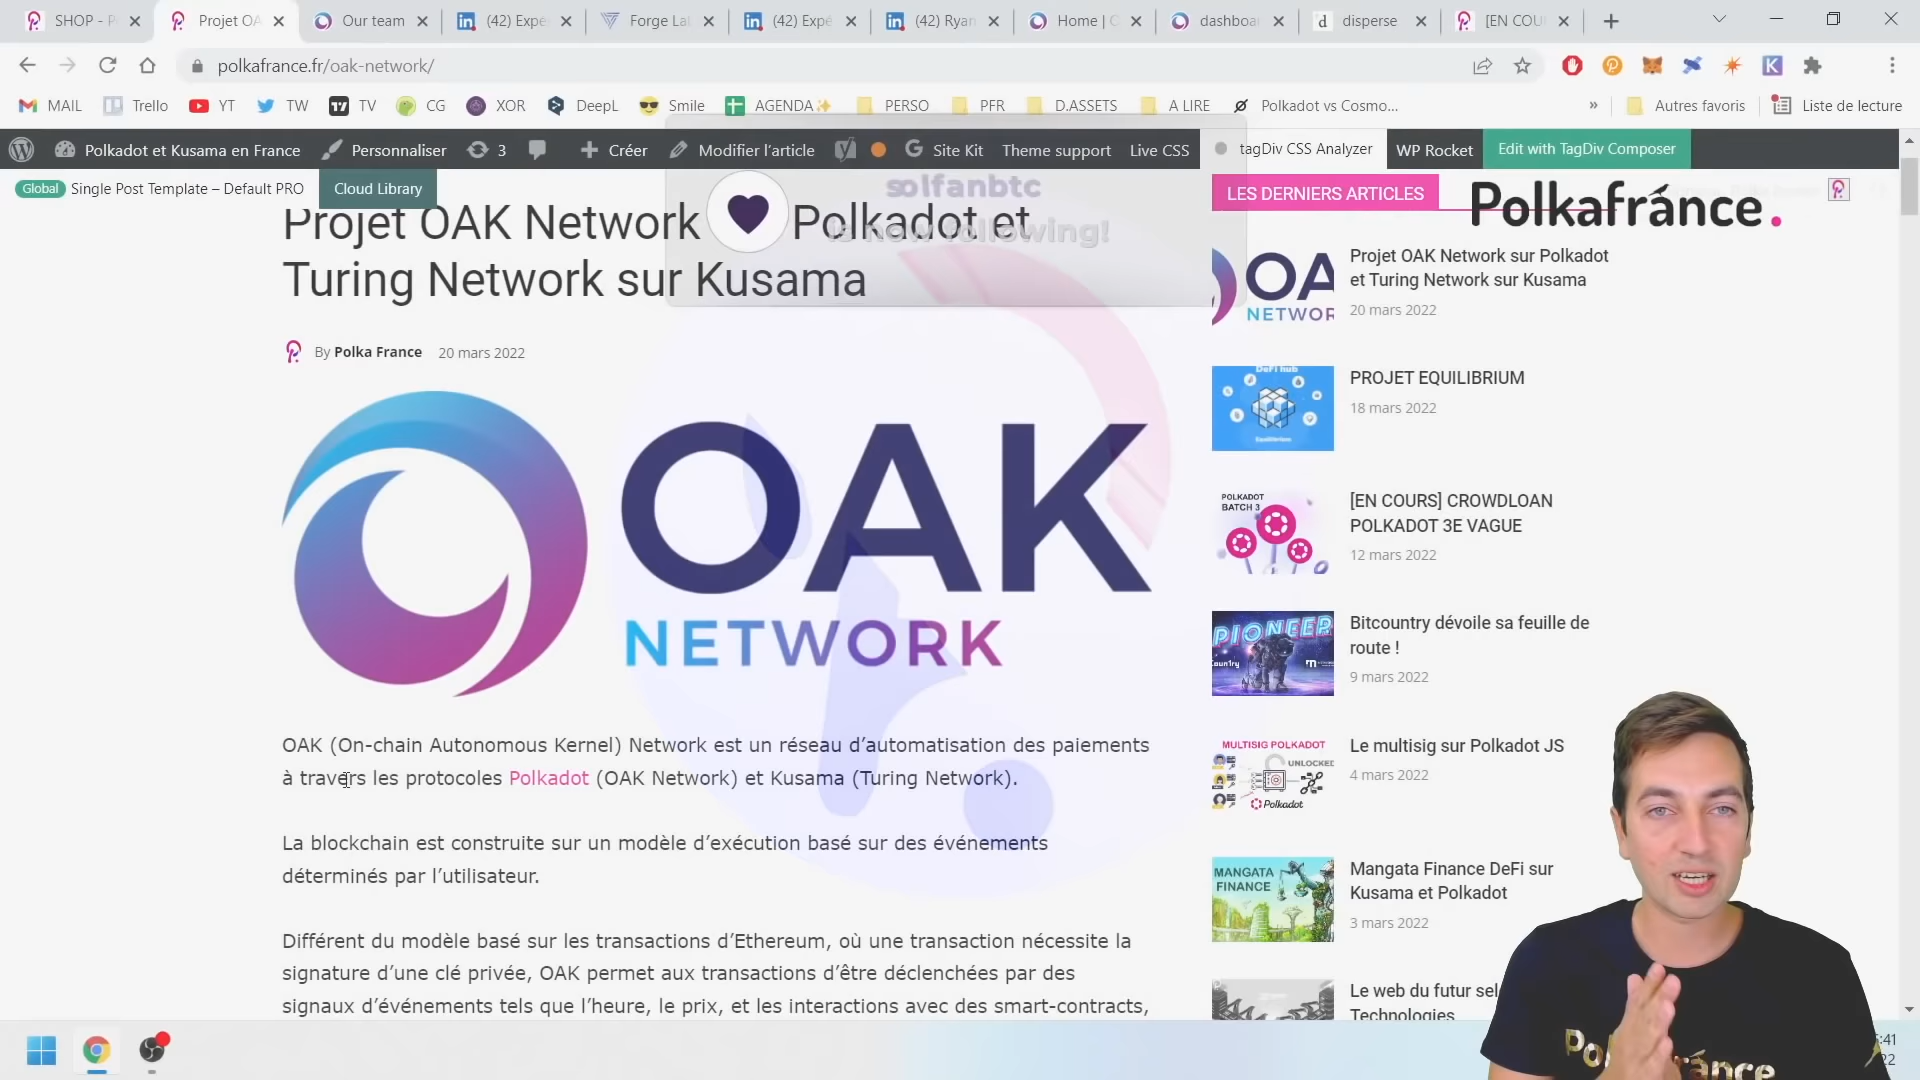 SHOP - P
Projet OA
Our team
(42) Expe
Forge Lal
(42) Expé
(42) Ryan
Home | C
dashboa
disperse
[EN COU
polkafrance.fr/oak-network/
MAIL
Trello
YT
TW
TV
CG
XOR
DeepL
Smile
AGENDA✨
PERSO
PFR
D.ASSETS
A LIRE
Polkadot vs Cosmo...
»
Autres favoris
Liste de lecture
Polkadot et Kusama en France
Personnaliser
3
Créer
Modifier l'article
Site Kit
Theme support
Live CSS
tagDiv CSS Analyzer
WP Rocket
Edit with TagDiv Composer
Global
Single Post Template – Default PRO
Cloud Library
solfanbtc
is now following!
Projet OAK Network Polkadot et
Turing Network sur Kusama
By Polka France 20 mars 2022
OAK
NETWORK
OAK (On-chain Autonomous Kernel) Network est un réseau d'automatisation des paiements
à travers les protocoles Polkadot (OAK Network) et Kusama (Turing Network).
La blockchain est construite sur un modèle d'exécution basé sur des événements
déterminés par l'utilisateur.
Différent du modèle basé sur les transactions d'Ethereum, où une transaction nécessite la
signature d'une clé privée, OAK permet aux transactions d'être déclenchées par des
signaux d'événements tels que l'heure, le prix, et les interactions avec des smart-contracts,
LES DERNIERS ARTICLES
Polkafránce.
OA
NETWOR
Projet OAK Network sur Polkadot
et Turing Network sur Kusama
20 mars 2022
DeFi hub
Equilibrium
PROJET EQUILIBRIUM
18 mars 2022
POLKADOT
BATCH 3
[EN COURS] CROWDLOAN
POLKADOT 3E VAGUE
12 mars 2022
PIONEER
Bitcountry dévoile sa feuille de
route !
9 mars 2022
MULTISIG POLKADOT
UNLOCKED
Polkadot
Le multisig sur Polkadot JS
4 mars 2022
MANGATA
FINANCE
Mangata Finance DeFi sur
Kusama et Polkadot
3 mars 2022
Le web du futur sel
Technologies
:41
22
Polkafránce